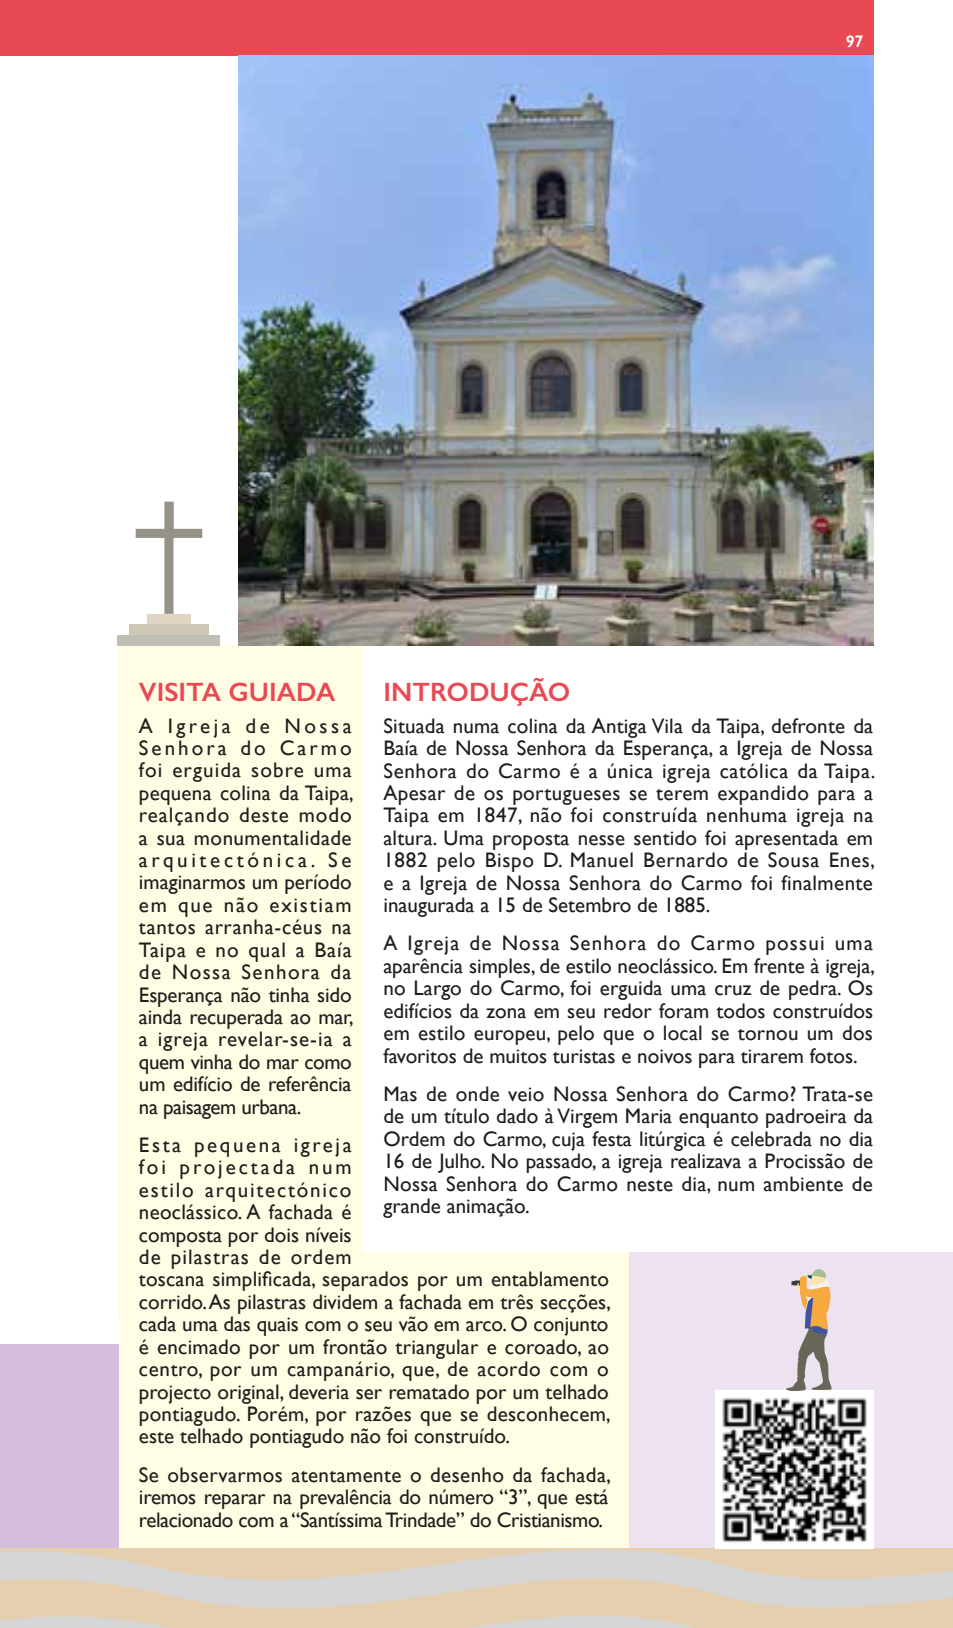 97
VISITA GUIADA
A Igreja de Nossa
Senhora do Carmo
foi erguida sobre uma
pequena colina da Taipa,
realçando deste modo
a sua monumentalidade
arquitectónica. Se
imaginarmos um período
em que não existiam
tantos arranha-céus na
Taipa e no qual a Baía
de Nossa Senhora da
Esperança não tinha sido
ainda recuperada ao mar,
a igreja revelar-se-ia a
quem vinha do mar como
um edifício de referência
na paisagem urbana.
Esta pequena igreja
foi projectada num
estilo arquitectónico
neoclássico. A fachada é
composta por dois níveis
de pilastras de ordem
toscana simplificada, separados por um entablamento
corrido. As pilastras dividem a fachada em três secções,
cada uma das quais com o seu vão em arco. O conjunto
é encimado por um frontão triangular e coroado, ao
centro, por um campanário, que, de acordo com o
projecto original, deveria ser rematado por um telhado
pontiagudo. Porém, por razões que se desconhecem,
este telhado pontiagudo não foi construído.
Se observarmos atentamente o desenho da fachada,
iremos reparar na prevalência do número “3”, que está
relacionado com a “Santíssima Trindade” do Cristianismo.
INTRODUÇÃO
Situada numa colina da Antiga Vila da Taipa, defronte da
Baía de Nossa Senhora da Esperança, a Igreja de Nossa
Senhora do Carmo é a única igreja católica da Taipa.
Apesar de os portugueses se terem expandido para a
Taipa em 1847, não foi construída nenhuma igreja na
altura. Uma proposta nesse sentido foi apresentada em
1882 pelo Bispo D. Manuel Bernardo de Sousa Enes,
e a Igreja de Nossa Senhora do Carmo foi finalmente
inaugurada a 15 de Setembro de 1885.
A Igreja de Nossa Senhora do Carmo possui uma
aparência simples, de estilo neoclássico. Em frente à igreja,
no Largo do Carmo, foi erguida uma cruz de pedra. Os
edifícios da zona em seu redor foram todos construídos
em estilo europeu, pelo que o local se tornou um dos
favoritos de muitos turistas e noivos para tirarem fotos.
Mas de onde veio Nossa Senhora do Carmo? Trata-se
de um título dado à Virgem Maria enquanto padroeira da
Ordem do Carmo, cuja festa litúrgica é celebrada no dia
16 de Julho. No passado, a igreja realizava a Procissão de
Nossa Senhora do Carmo neste dia, num ambiente de
grande animação.